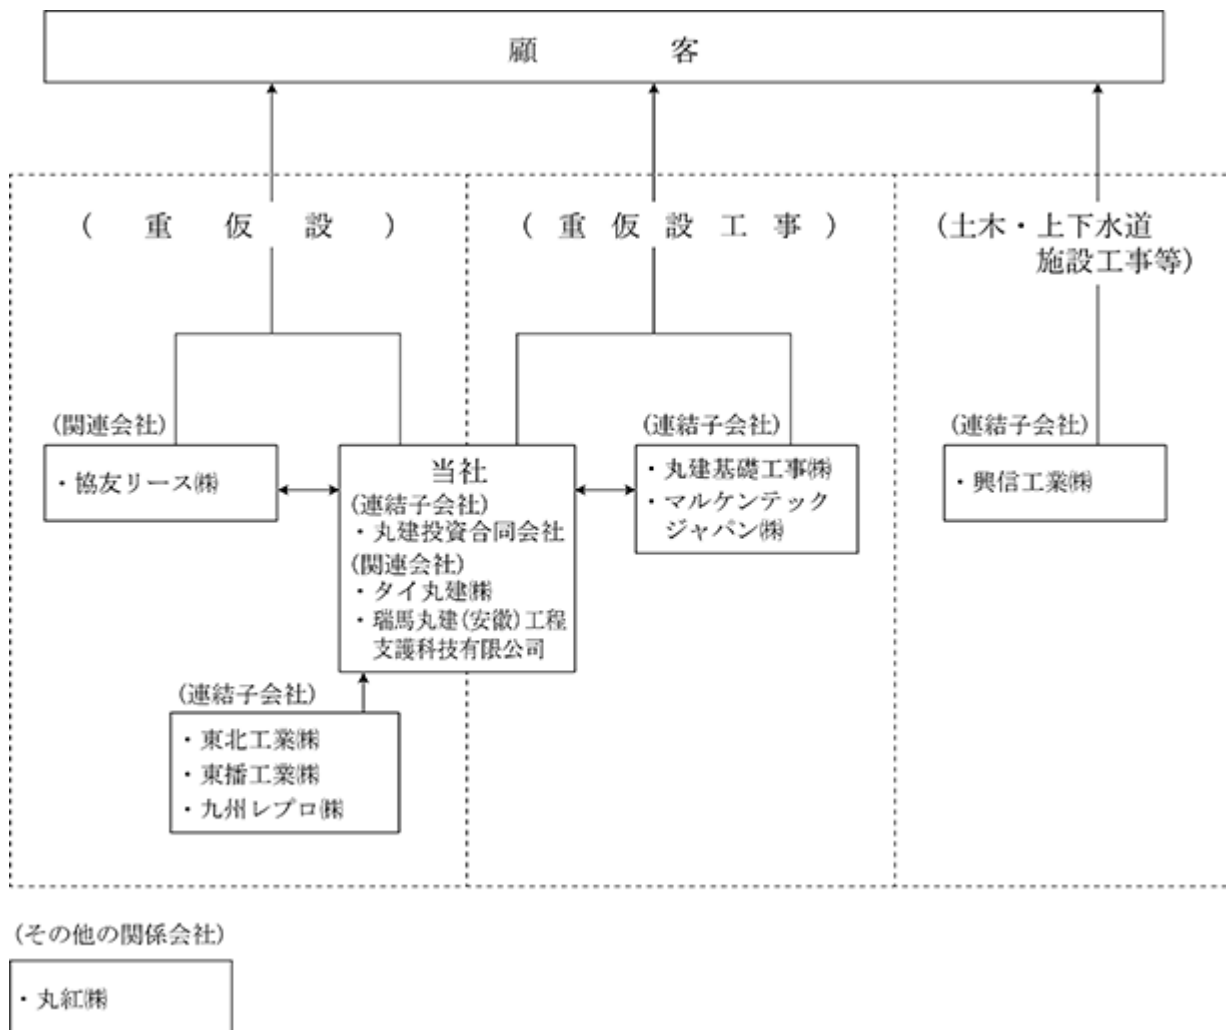 顧客
(重仮設)
(重仮設工事)
(土木・上下水道
施設工事等)
(関連会社)
・協友リース㈱
当社
(連結子会社)
・丸建投資合同会社
(関連会社)
・タイ丸建㈱
・瑞馬丸建(安徽)工程
支護科技有限公司
(連結子会社)
・丸建基礎工事㈱
・マルケンテック
ジャパン㈱
(連結子会社)
・興信工業㈱
(連結子会社)
・東北工業㈱
・東播工業㈱
・九州レプロ㈱
(その他の関係会社)
・丸紅㈱